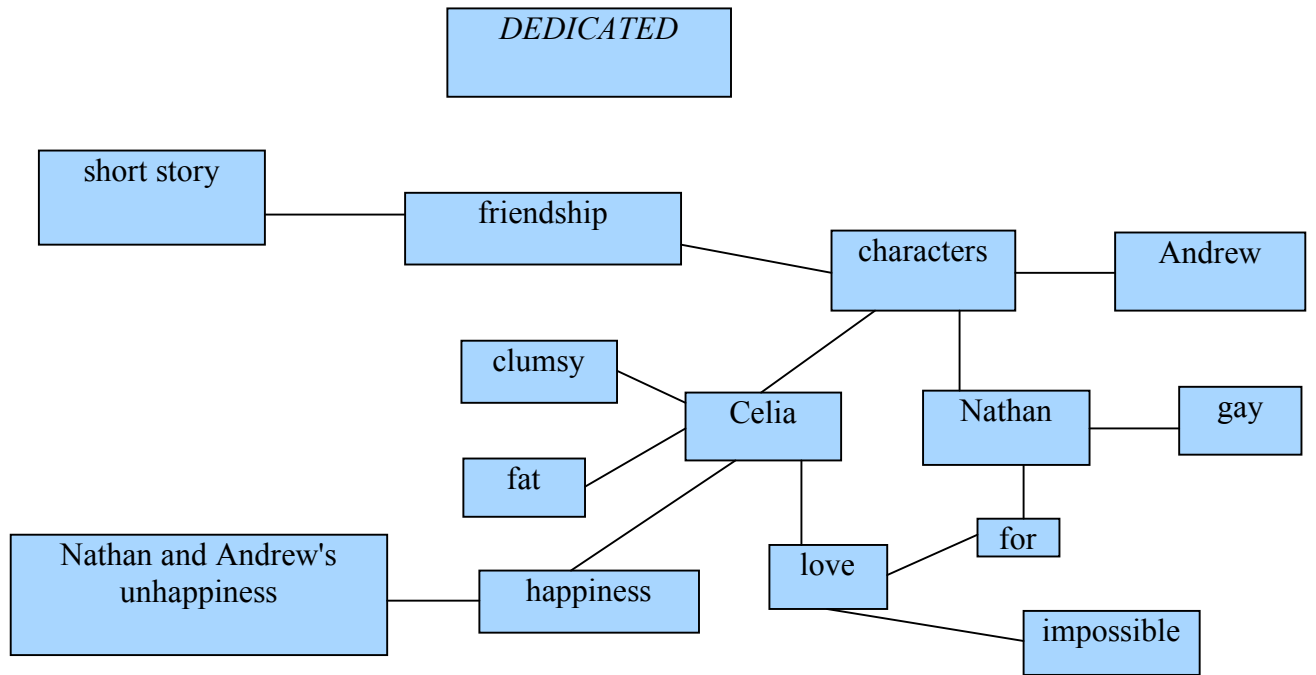 DEDICATED
short story
friendship
characters
Andrew
clumsy
Celia
Nathan
gay
fat
for
Nathan and Andrew's
unhappiness
happiness
love
impossible